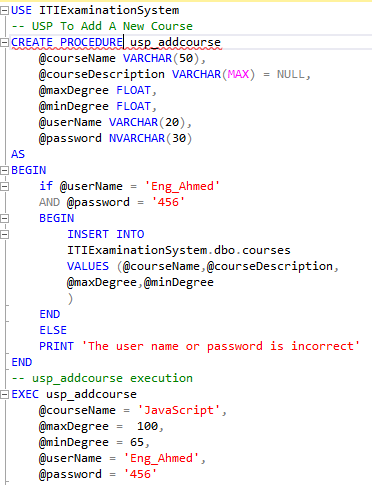 USE ITIExaminationSystem
-- USP To Add A New Course
CREATE PROCEDURE usp_addcourse
@courseName VARCHAR(50),
@courseDescription VARCHAR(MAX) = NULL,
@maxDegree FLOAT,
@minDegree FLOAT,
@userName VARCHAR(20),
@password NVARCHAR(30)
AS
BEGIN
if @userName = 'Eng_Ahmed'
AND @password = '456'
BEGIN
INSERT INTO
ITIExaminationSystem.dbo.courses
VALUES (@courseName,@courseDescription,
@maxDegree,@minDegree
)
END
ELSE
PRINT 'The user name or password is incorrect'
END
-- usp_addcourse execution
EXEC usp_addcourse
@courseName = 'JavaScript',
@maxDegree =  100,
@minDegree = 65,
@userName = 'Eng_Ahmed',
@password = '456'